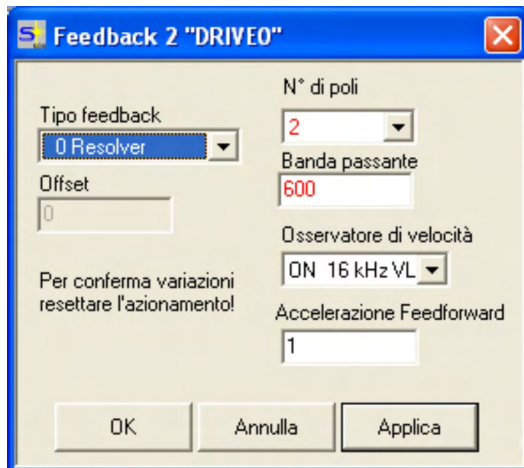 Feedback 2 "DRIVE0"
Tipo feedback
0 Resolver
Offset
0
Per conferma variazioni
resettare l'azionamento!
N° di poli
2
Banda passante
600
Osservatore di velocità
ON 16 kHz VL
Accelerazione Feedforward
1
OK
Annulla
Applica